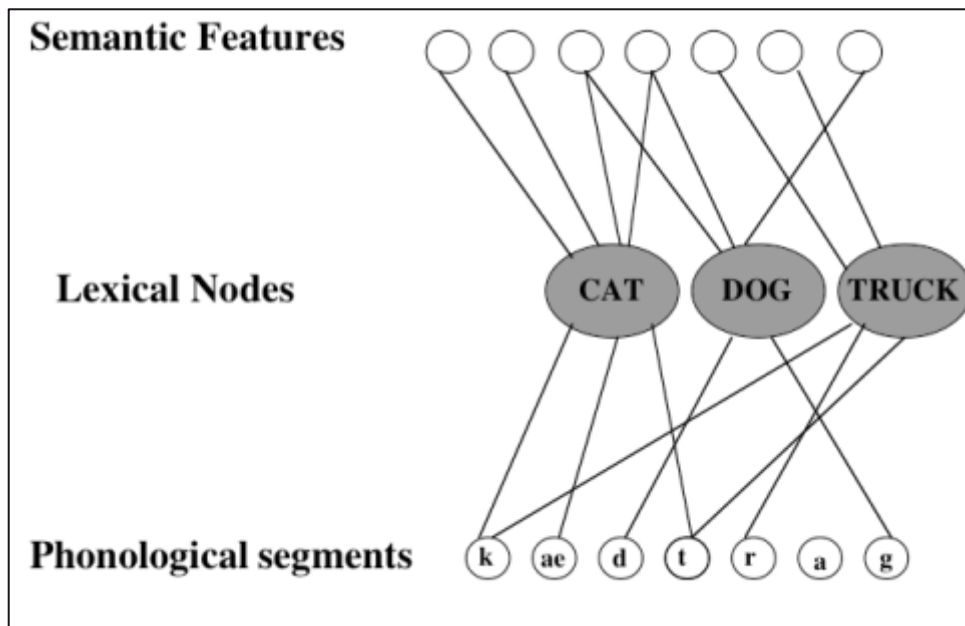 Semantic Features
Lexical Nodes CAT DOG TRUCK
Phonological segments k ae d t r a g